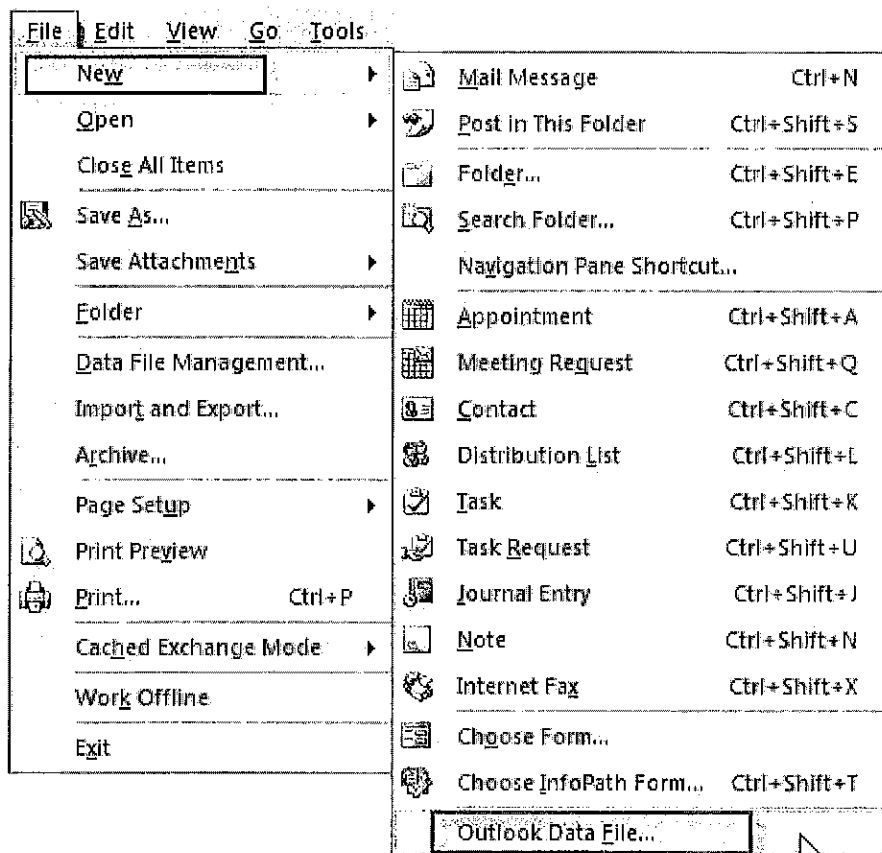 File Edit View Go Tools
New
Open
Close All Items
Save As...
Save Attachments
Folder
Data File Management...
Import and Export...
Archive...
Page Setup
Print Preview
Print... Ctrl+P
Cached Exchange Mode
Work Offline
Exit
Mail Message Ctrl+N
Post in This Folder Ctrl+Shift+S
Folder... Ctrl+Shift+E
Search Folder... Ctrl+Shift+P
Navigation Pane Shortcut...
Appointment Ctrl+Shift+A
Meeting Request Ctrl+Shift+Q
Contact Ctrl+Shift+C
Distribution List Ctrl+Shift+L
Task Ctrl+Shift+K
Task Request Ctrl+Shift+U
Journal Entry Ctrl+Shift+J
Note Ctrl+Shift+N
Internet Fax Ctrl+Shift+X
Choose Form...
Choose InfoPath Form... Ctrl+Shift+T
Outlook Data File...